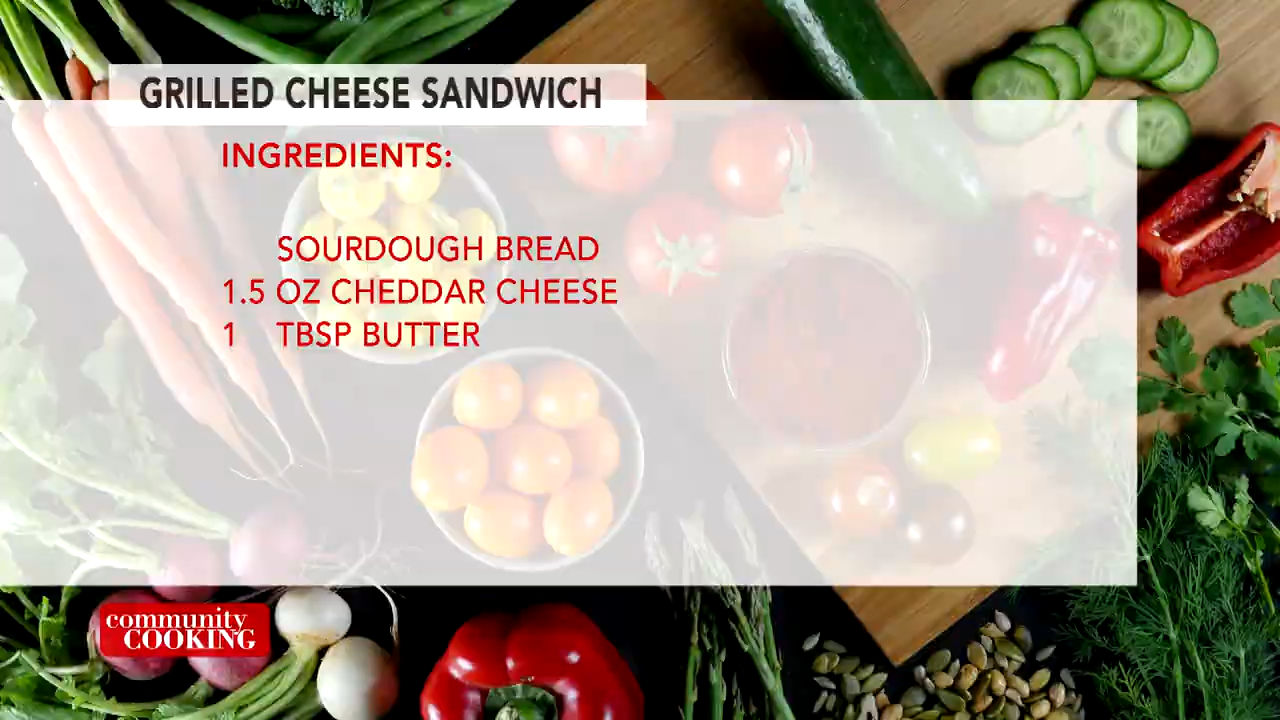 GRILLED CHEESE SANDWICH
INGREDIENTS:
SOURDOUGH BREAD
1.5 OZ CHEDDAR CHEESE
1 TBSP BUTTER
community
COOKING